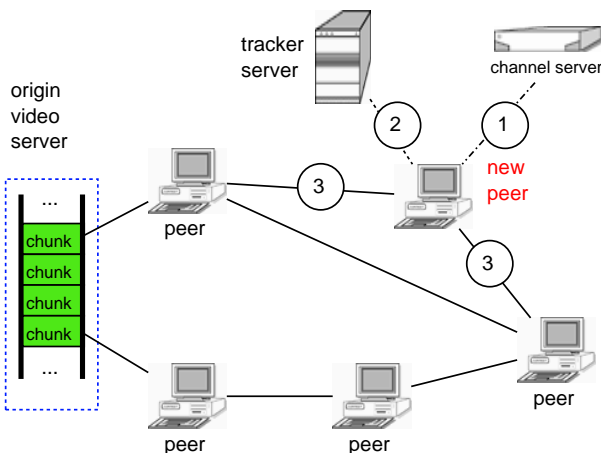 tracker
server
channel server
origin
video
server
2
1
new
peer
3
peer
3
...
chunk
chunk
chunk
chunk
...
peer
peer
peer